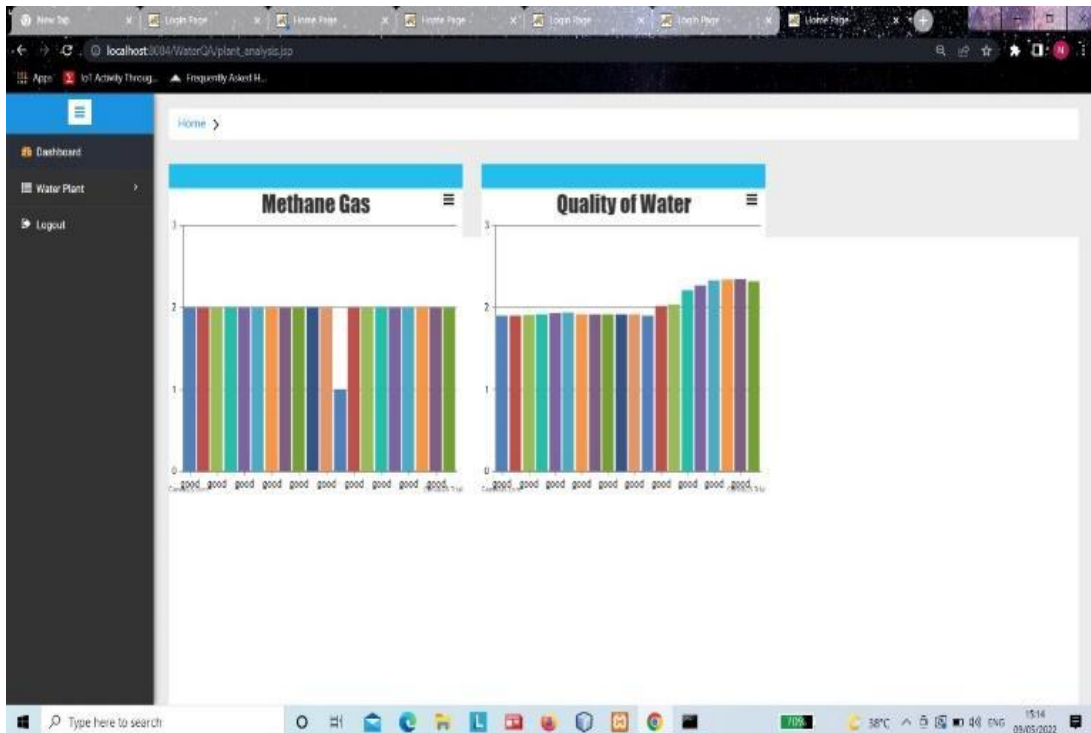 New Tab
Login Page
Home Page
Home Page
Login Page
Login Page
Home Page
localhost:8084/WaterQA/plant_analysis.jsp
N
Apps
IoT Activity Throug...
Frequently Asked H...
Home >
Dashboard
Water Plant >
Logout
Methane Gas
3
2
1
0
good good good good good good good good good good
Quality of Water
3
2
1
0
good good good good good good good good good good
Type here to search
L
70%
38°C
ENG
15:14
09/05/2022